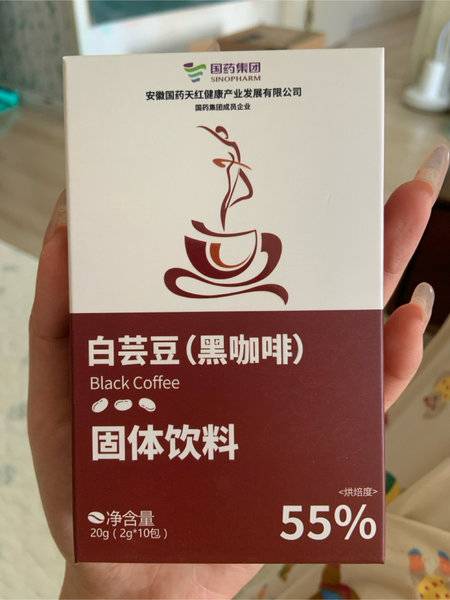 国药集团
SINOPHARM
安徽国药天红健康产业发展有限公司
国药集团成员企业
白芸豆(黑咖啡)
Black Coffee
固体饮料
净含量
20g(2g*10包)
<烘焙度>
55%